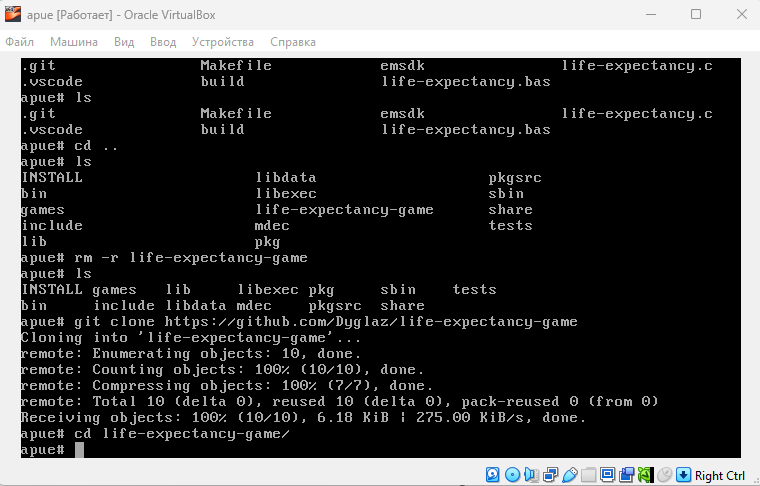 apue [Работает] - Oracle VirtualBox
Файл Машина Вид Ввод Устройства Справка
.git Makefile emsdk life-expectancy.c
.vscode build life-expectancy.bas
apue# ls
.git Makefile emsdk life-expectancy.c
.vscode build life-expectancy.bas
apue# cd ..
apue# ls
INSTALL libdata pkgsrc
bin libexec sbin
games life-expectancy-game share
include mdec tests
lib pkg
apue# rm -r life-expectancy-game
apue# ls
INSTALL games lib libexec pkg sbin tests
bin include libdata mdec pkgsrc share
apue# git clone https://github.com/Dyglaz/life-expectancy-game
Cloning into 'life-expectancy-game'...
remote: Enumerating objects: 10, done.
remote: Counting objects: 100% (10/10), done.
remote: Compressing objects: 100% (7/7), done.
remote: Total 10 (delta 0), reused 10 (delta 0), pack-reused 0 (from 0)
Receiving objects: 100% (10/10), 6.18 KiB | 275.00 KiB/s, done.
apue# cd life-expectancy-game/
apue#
Right Ctrl